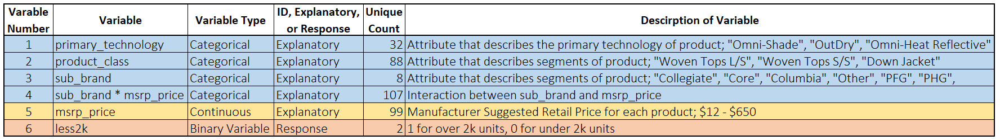 Varable Number Variable Variable Type ID, Explanatory, or Response Unique Count Descirption of Variable
1 primary_technology Categorical Explanatory 32 Attribute that describes the primary technology of product; "Omni-Shade", "OutDry", "Omni-Heat Reflective"
2 product_class Categorical Explanatory 88 Attribute that describes segments of product; "Woven Tops L/S", "Woven Tops S/S", "Down Jacket"
3 sub_brand Categorical Explanatory 8 Attribute that describes segments of product; "Collegiate", "Core", "Columbia", "Other", "PFG", "PHG",
4 sub_brand * msrp_price Categorical Explanatory 107 Interaction between sub_brand and msrp_price
5 msrp_price Continuous Explanatory 99 Manufacturer Suggested Retail Price for each product; $12 - $650
6 less2k Binary Variable Response 2 1 for over 2k units, 0 for under 2k units